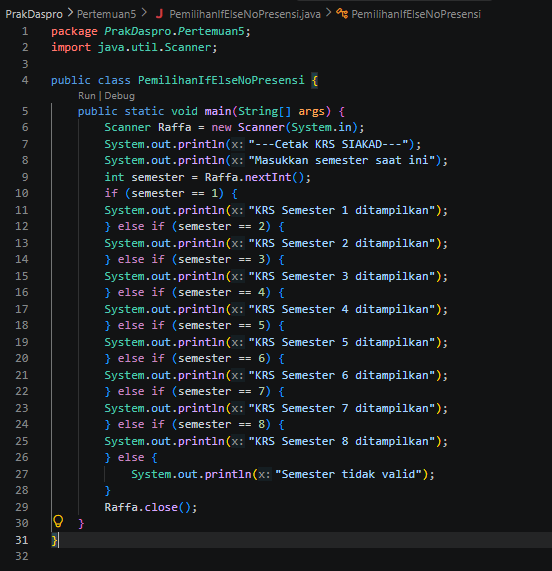 PrakDaspro > Pertemuan5 > J PemilihanIfElseNoPresensi.java > PemilihanIfElseNoPresensi
1 package PrakDaspro.Pertemuan5;
2 import java.util.Scanner;
3
4 public class PemilihanIfElseNoPresensi {
Run | Debug
5 public static void main(String[] args) {
6 Scanner Raffa = new Scanner(System.in);
7 System.out.println(x: "---Cetak KRS SIAKAD---");
8 System.out.println(x: "Masukkan semester saat ini");
9 int semester = Raffa.nextInt();
10 if (semester == 1) {
11 System.out.println(x: "KRS Semester 1 ditampilkan");
12 } else if (semester == 2) {
13 System.out.println(x: "KRS Semester 2 ditampilkan");
14 } else if (semester == 3) {
15 System.out.println(x: "KRS Semester 3 ditampilkan");
16 } else if (semester == 4) {
17 System.out.println(x: "KRS Semester 4 ditampilkan");
18 } else if (semester == 5) {
19 System.out.println(x: "KRS Semester 5 ditampilkan");
20 } else if (semester == 6) {
21 System.out.println(x: "KRS Semester 6 ditampilkan");
22 } else if (semester == 7) {
23 System.out.println(x: "KRS Semester 7 ditampilkan");
24 } else if (semester == 8) {
25 System.out.println(x: "KRS Semester 8 ditampilkan");
26 } else {
27 System.out.println(x: "Semester tidak valid");
28 }
29 Raffa.close();
30 }
31 }
32